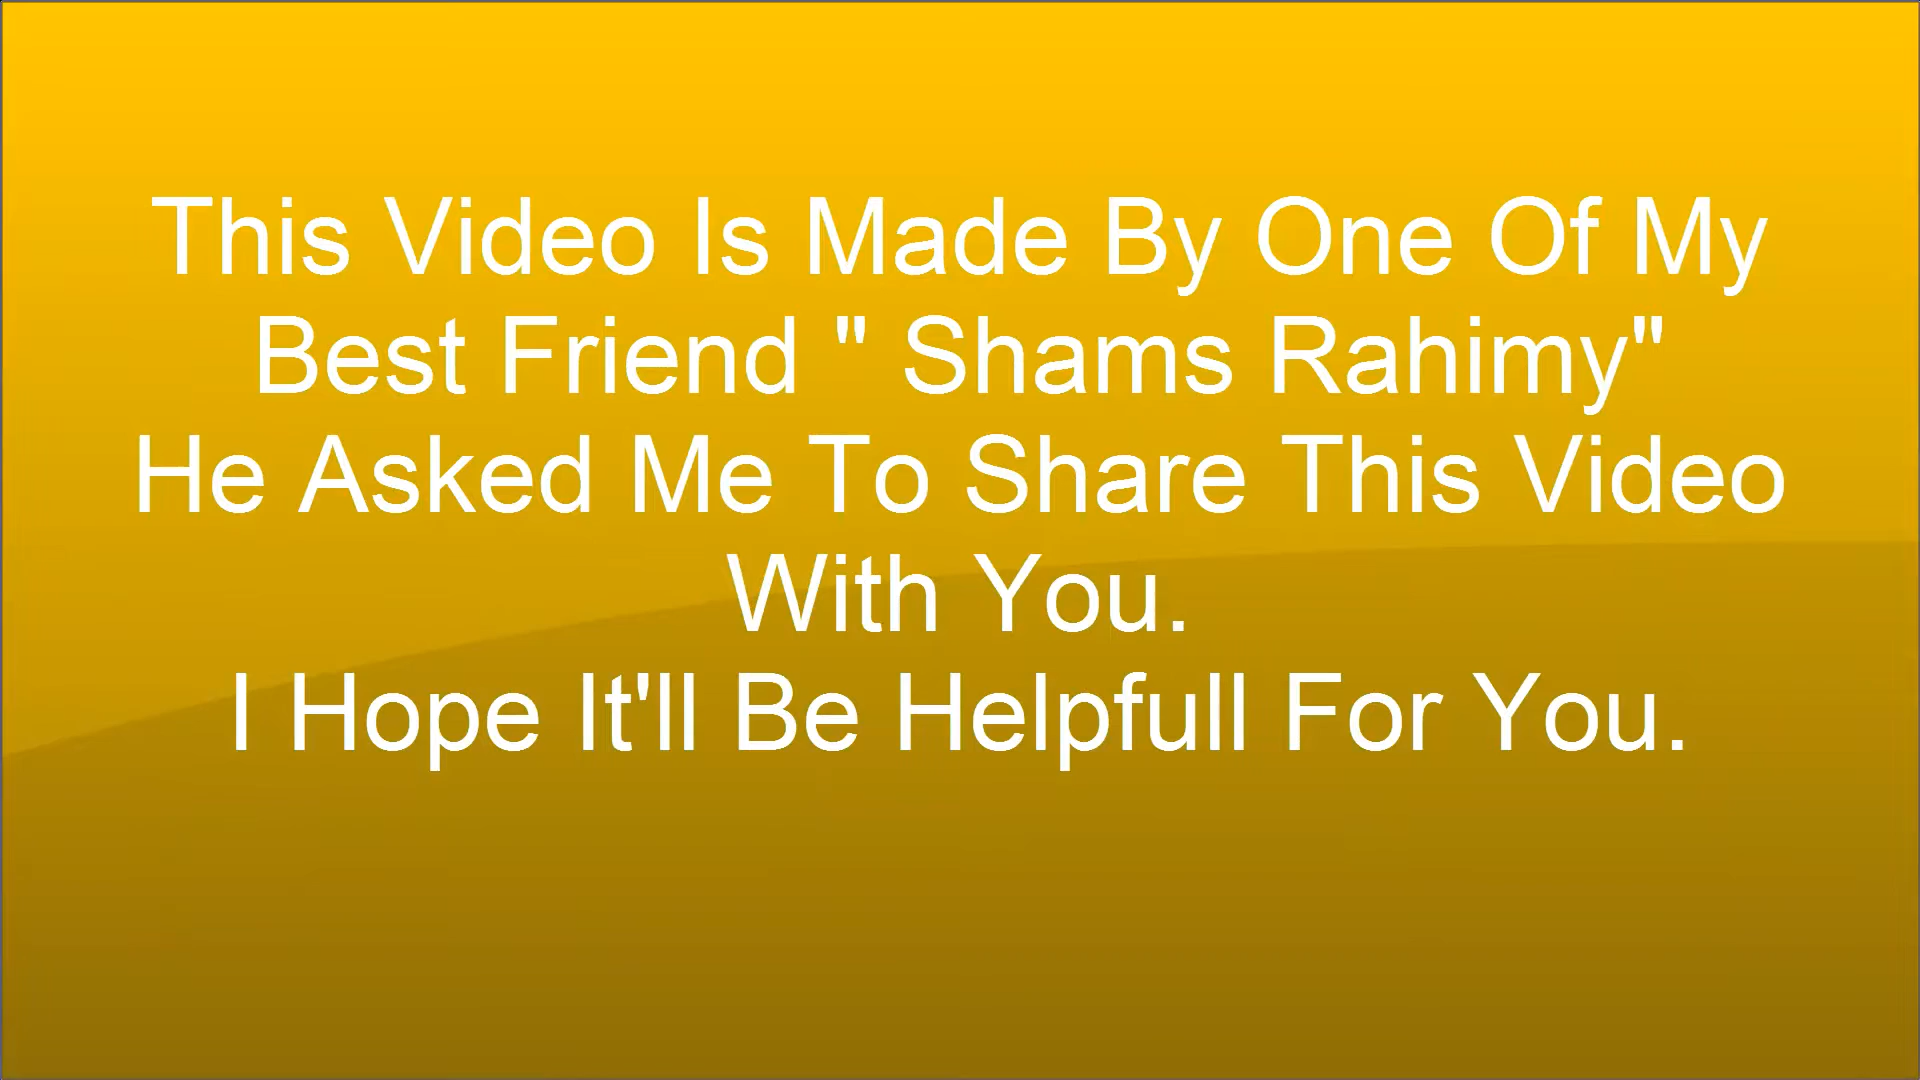 This Video Is Made By One Of My
Best Friend " Shams Rahimy"
He Asked Me To Share This Video
With You.
I Hope It'll Be Helpfull For You.